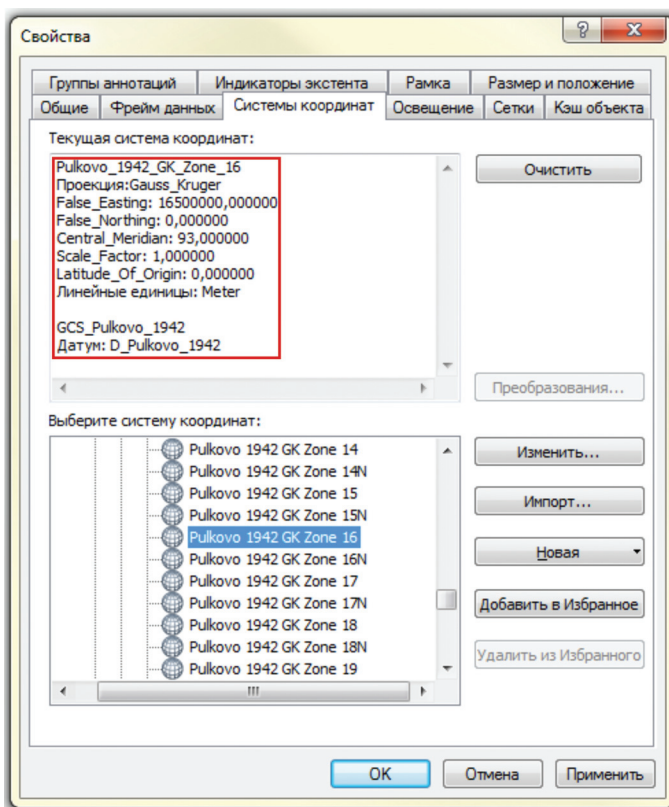 Свойства
Группы аннотаций
Индикаторы экстента
Рамка
Размер и положение
Общие
Фрейм данных
Системы координат
Освещение
Сетки
Кэш объекта
Текущая система координат:
Pulkovo_1942_GK_Zone_16
Проекция:Gauss_Kruger
False_Easting: 16500000,000000
False_Northing: 0,000000
Central_Meridian: 93,000000
Scale_Factor: 1,000000
Latitude_Of_Origin: 0,000000
Линейные единицы: Meter
GCS_Pulkovo_1942
Датум: D_Pulkovo_1942
Очистить
Преобразования...
Выберите систему координат:
Pulkovo 1942 GK Zone 14
Pulkovo 1942 GK Zone 14N
Pulkovo 1942 GK Zone 15
Pulkovo 1942 GK Zone 15N
Pulkovo 1942 GK Zone 16
Pulkovo 1942 GK Zone 16N
Pulkovo 1942 GK Zone 17
Pulkovo 1942 GK Zone 17N
Pulkovo 1942 GK Zone 18
Pulkovo 1942 GK Zone 18N
Pulkovo 1942 GK Zone 19
Изменить...
Импорт...
Новая
Добавить в Избранное
Удалить из Избранного
OK
Отмена
Применить